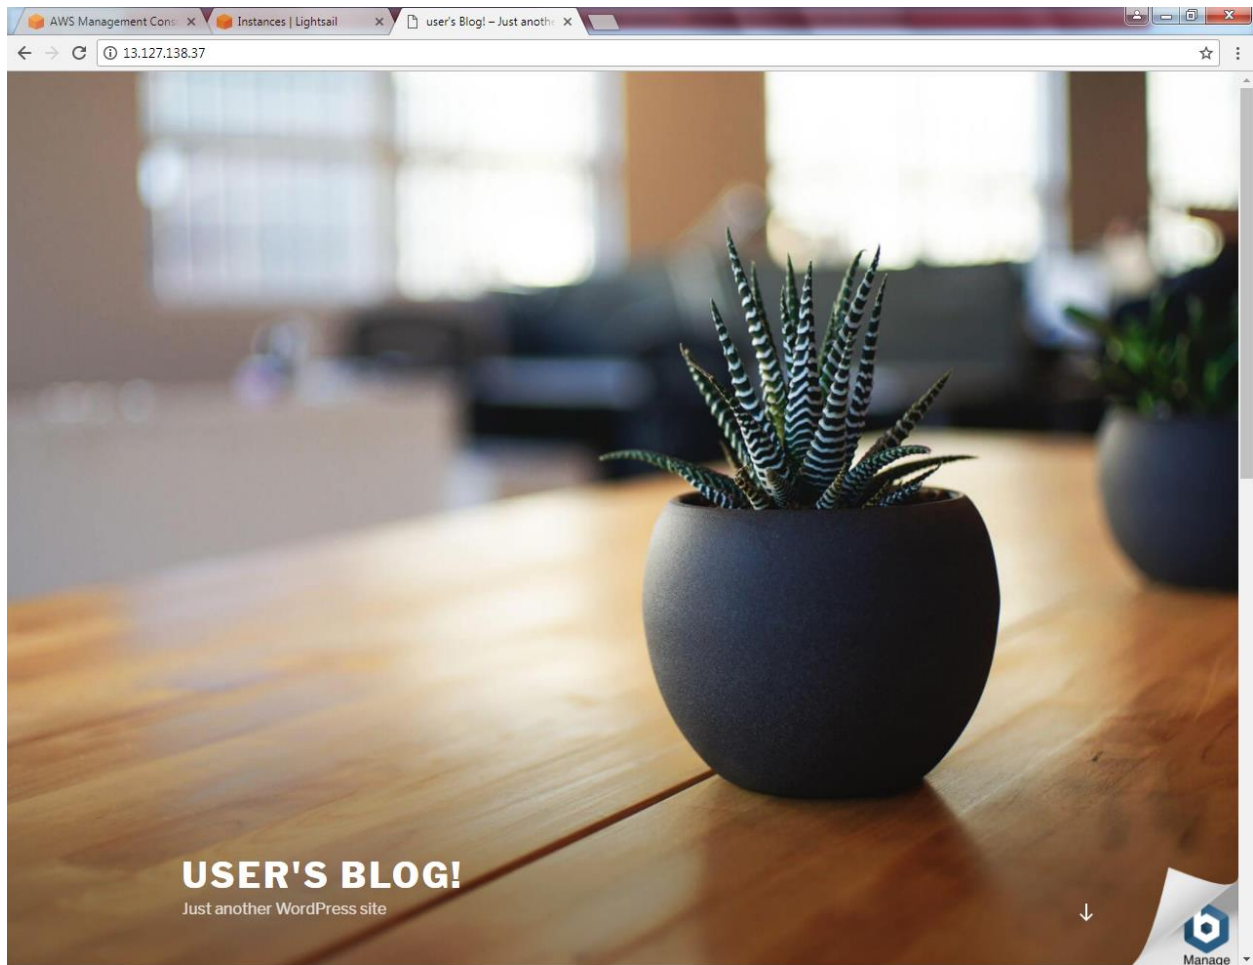 AWS Management Cons
Instances | Lightsail
user's Blog! – Just anothe
13.127.138.37
USER'S BLOG!
Just another WordPress site
Manage